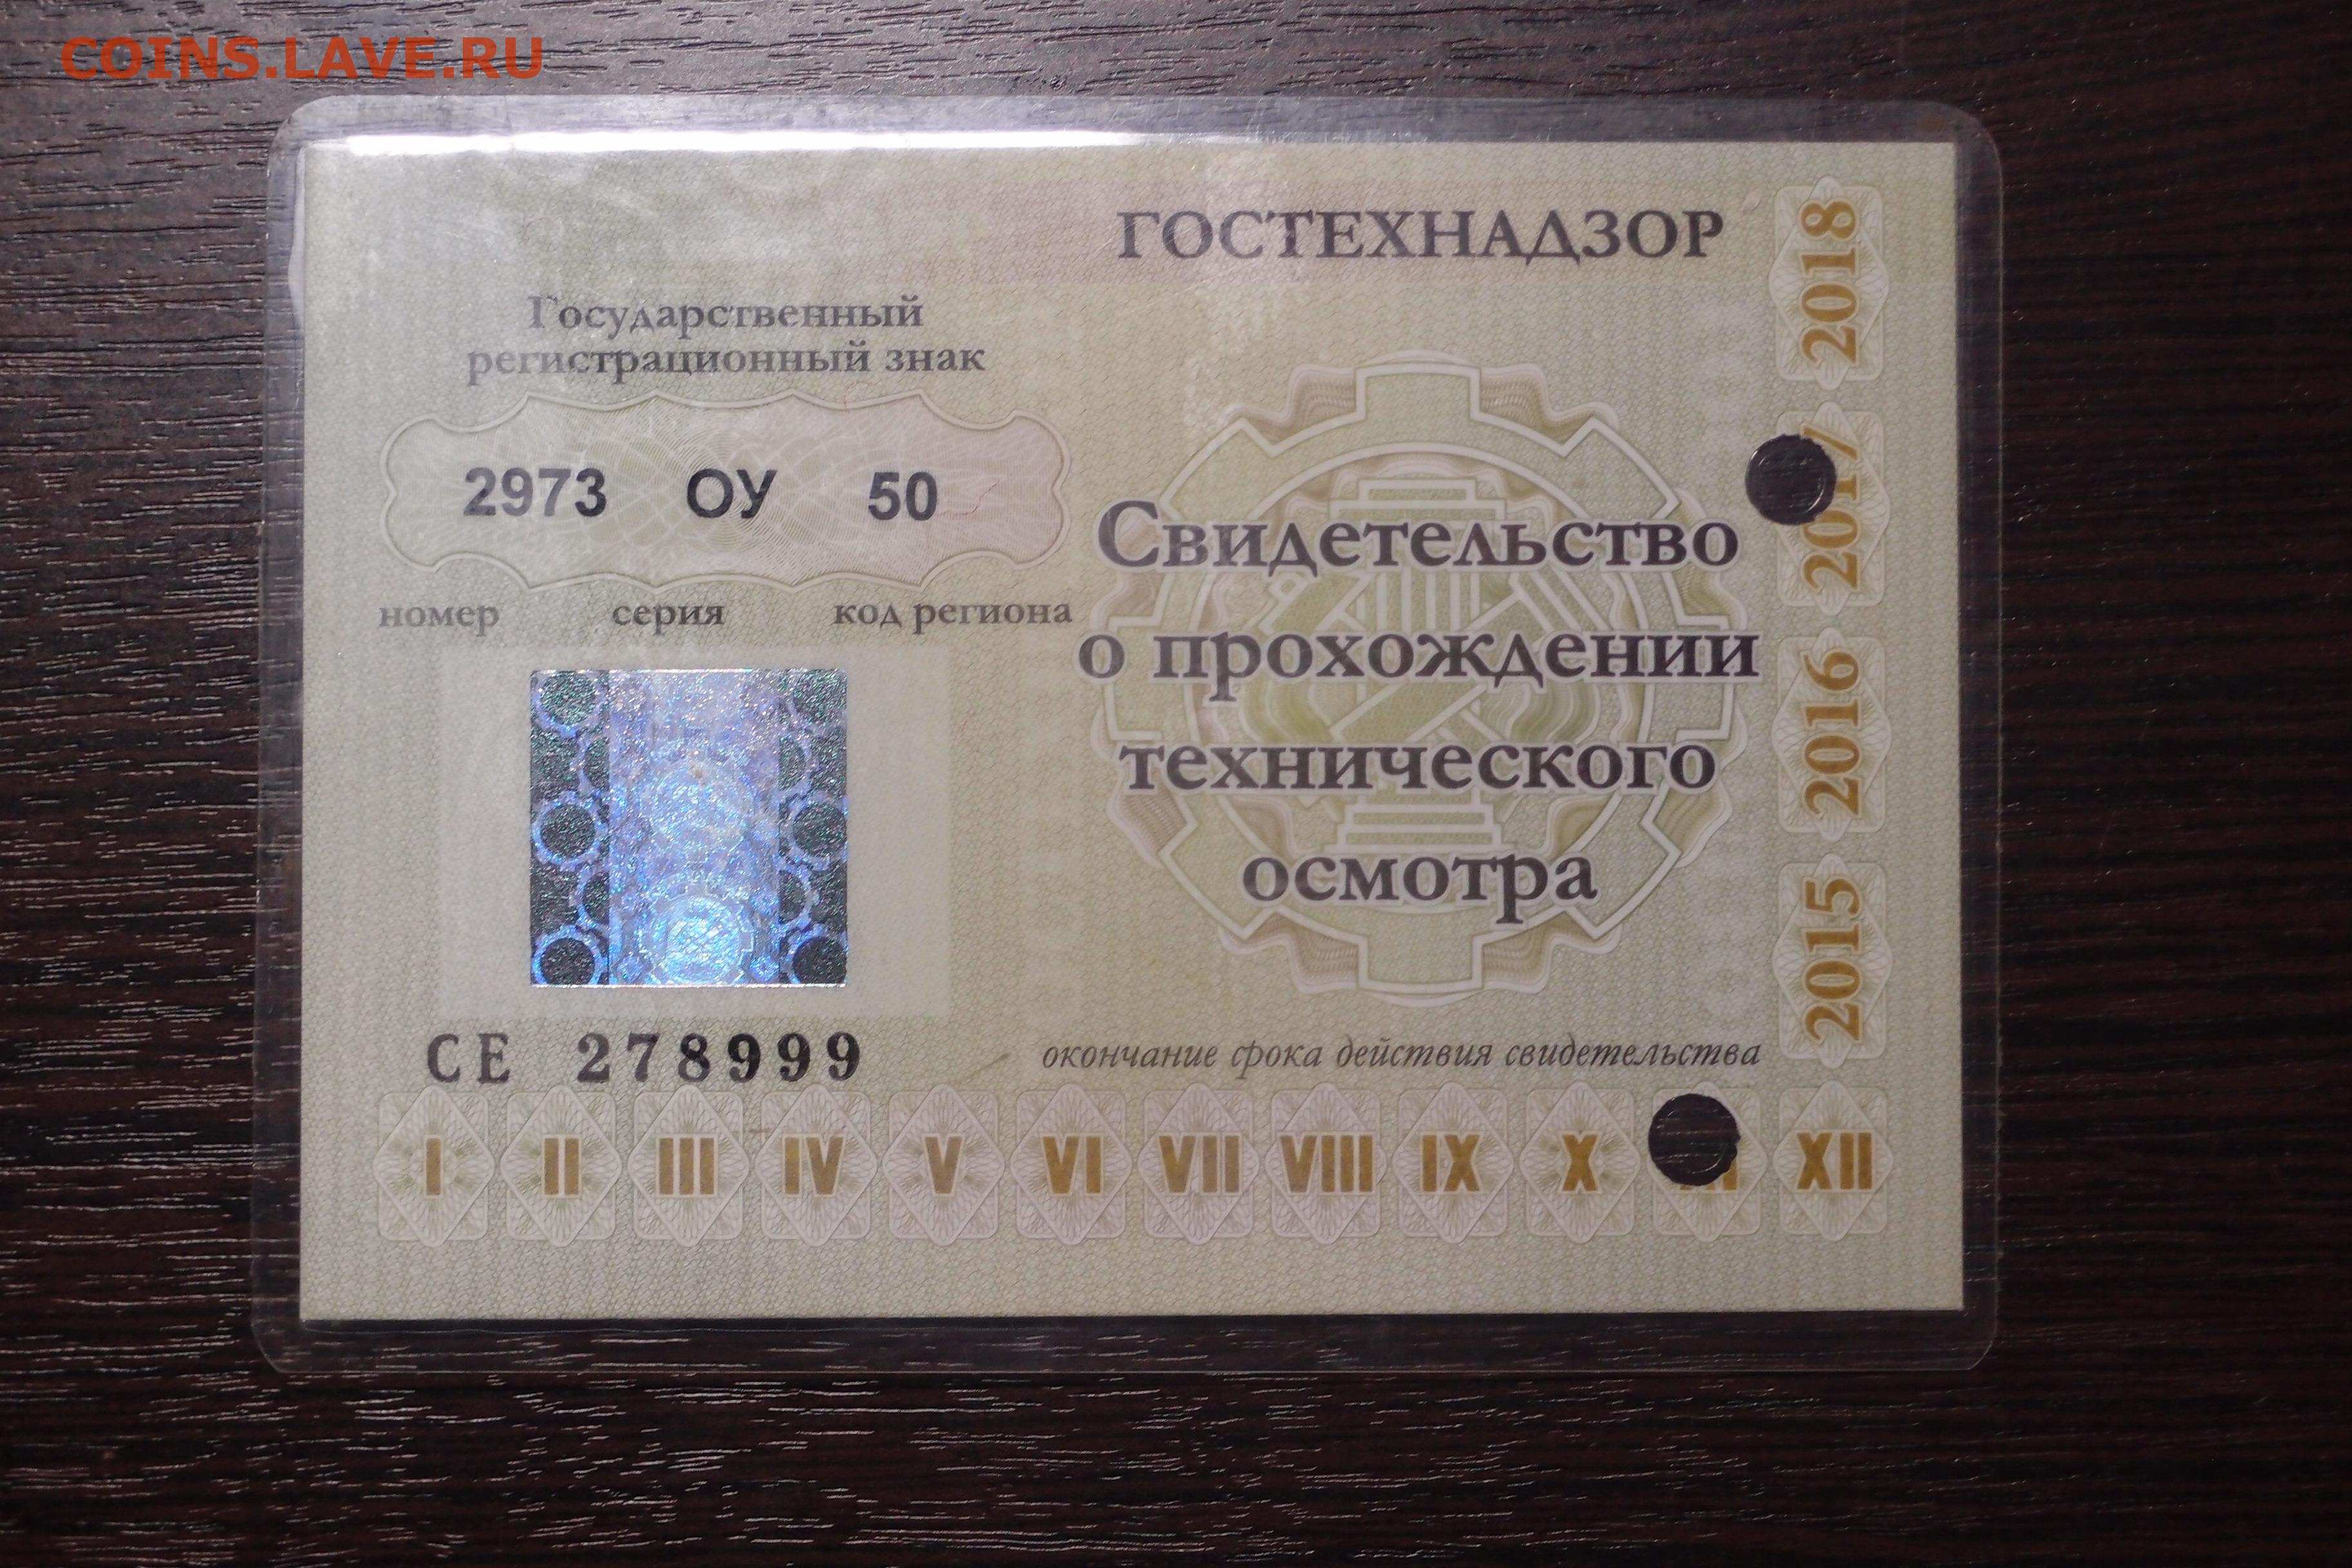 COINS.LAVE.RU
ГОСТЕХНАДЗОР
Государственный
регистрационный знак
2973 ОУ 50
номер серия код региона
Свидетельство
о прохождении
технического
осмотра
2018
2017
2016
2015
СЕ 278999
окончание срока действия свидетельства
I II III IV V VI VII VIII IX X XII